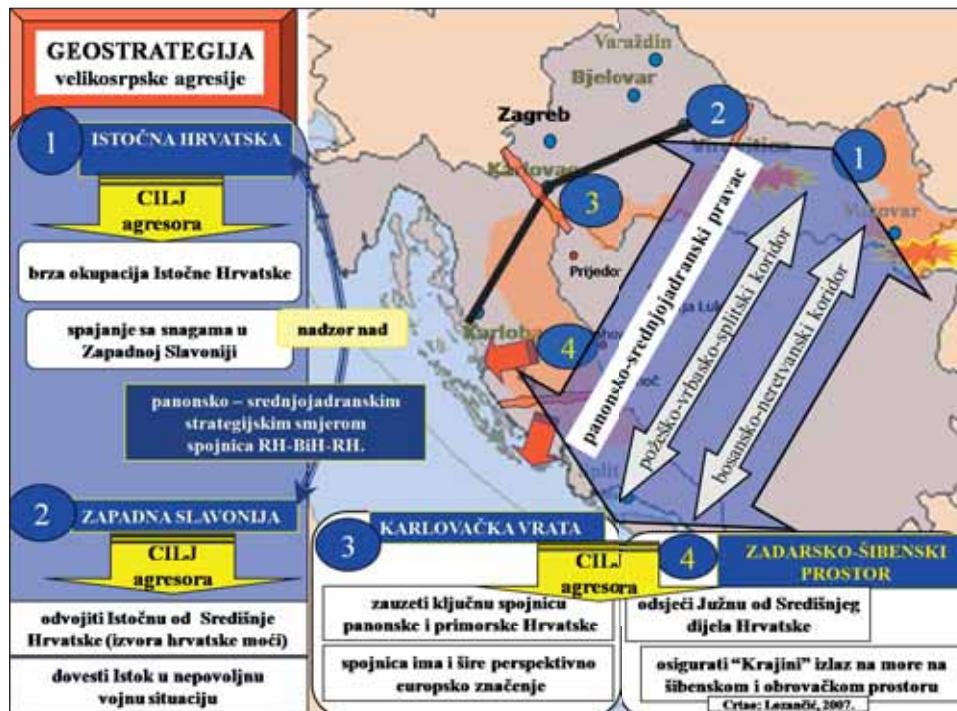 GEOSTRATEGIJA
velikosrpske agresije
1
ISTOČNA HRVATSKA
CILJ
agresora
brza okupacija Istočne Hrvatske
spajanje sa snagama u
Zapadnoj Slavoniji
nadzor nad
panonsko – srednjojadranskim
strategijskim smjerom
spojnica RH-BiH-RH.
2
ZAPADNA SLAVONIJA
CILJ
agresora
odvojiti Istočnu od Središnje
Hrvatske (izvora hrvatske moći)
dovesti Istok u nepovoljnu
vojnu situaciju
Varaždin
Bjelovar
Zagreb
2
1
Karlovac
3
Prijedor
4
Split
panonsko-srednjojadranski pravac
požeško-vrbasko-splitski koridor
bosansko-neretvanski koridor
3
KARLOVAČKA VRATA
CILJ
agresora
zauzeti ključnu spojnicu
panonske i primorske Hrvatske
spojnica ima i šire perspektivno
europsko značenje
4
ZADARSKO-ŠIBENSKI
PROSTOR
odsjeći Južnu od Središnjeg
dijela Hrvatske
osigurati “Krajini” izlaz na more na
šibenskom i obrovačkom prostoru
Crtao: Lozančić, 2007.